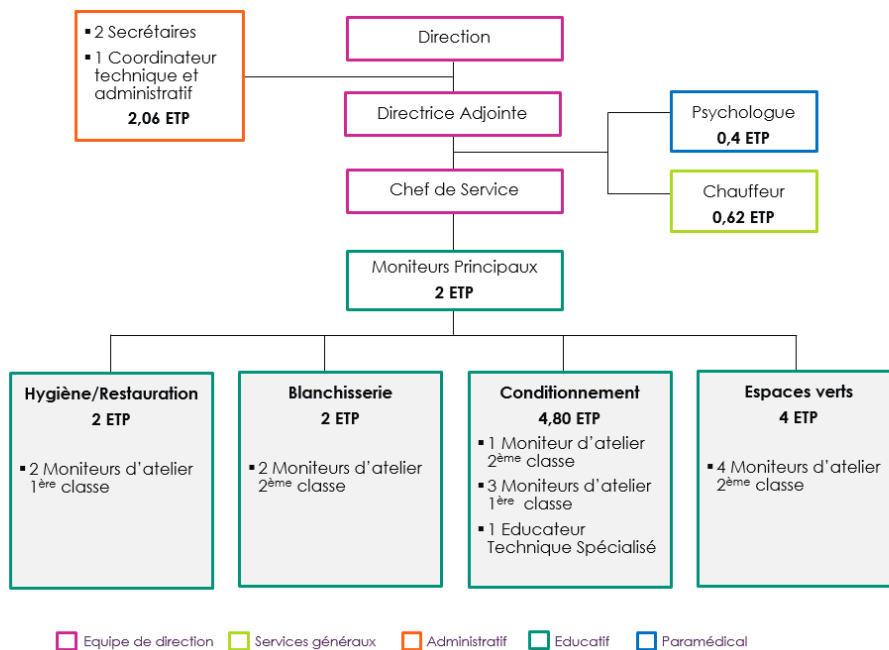 ▪ 2 Secrétaires
▪ 1 Coordinateur
technique et
administratif
2,06 ETP
Direction
Directrice Adjointe
Psychologue
0,4 ETP
Chef de Service
Chauffeur
0,62 ETP
Moniteurs Principaux
2 ETP
Hygiène/Restauration
2 ETP
▪ 2 Moniteurs d'atelier
1ère classe
Blanchisserie
2 ETP
▪ 2 Moniteurs d'atelier
2ème classe
Conditionnement
4,80 ETP
▪ 1 Moniteur d'atelier
2ème classe
▪ 3 Moniteurs d'atelier
1ère classe
▪ 1 Educateur
Technique Spécialisé
Espaces verts
4 ETP
▪ 4 Moniteurs d'atelier
2ème classe
Equipe de direction
Services généraux
Administratif
Educatif
Paramédical